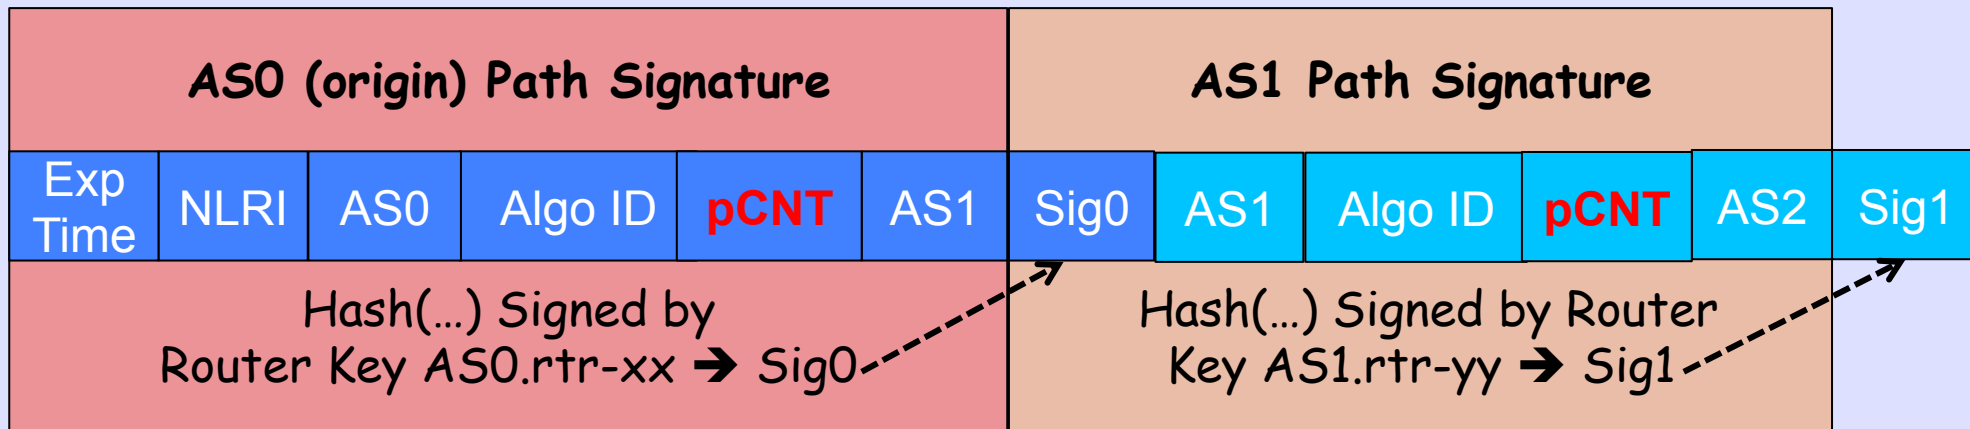 AS0 (origin) Path Signature
AS1 Path Signature
Exp
Time
NLRI
AS0
Algo ID
pCNT
AS1
Sig0
AS1
Algo ID
pCNT
AS2
Sig1
Hash(…) Signed by
Router Key AS0.rtr-xx ➔ Sig0
Hash(…) Signed by Router
Key AS1.rtr-yy ➔ Sig1